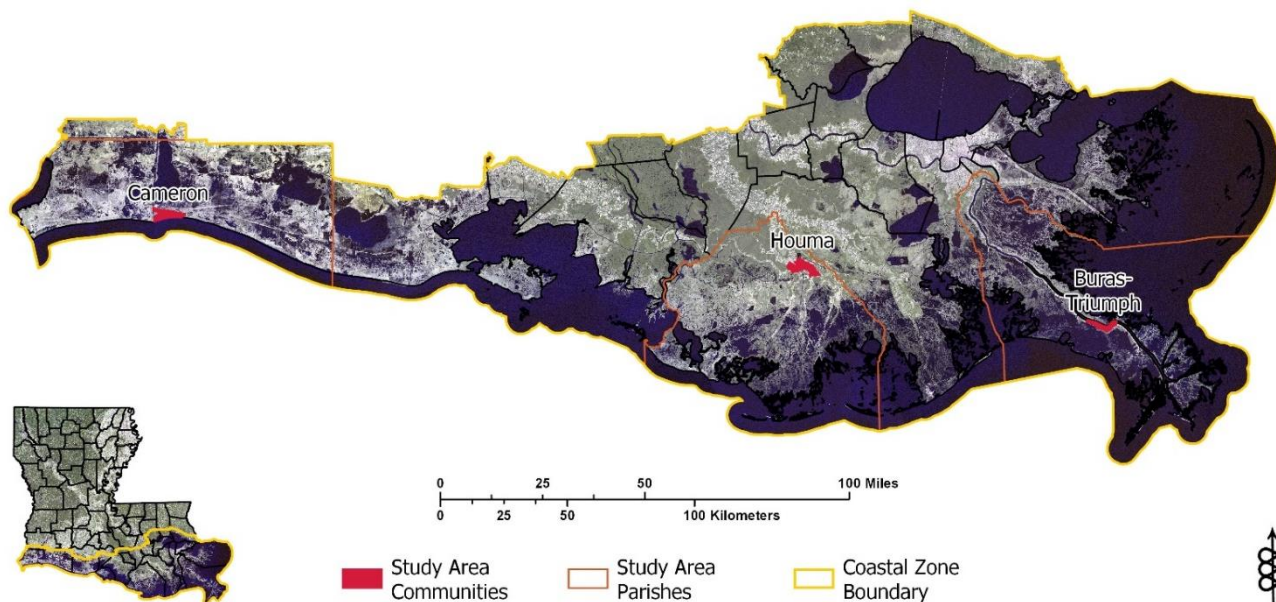 Cameron
Houma
Buras-
Triumph
0 25 50 100 Miles
0 25 50 100 Kilometers
Study Area
Communities
Study Area
Parishes
Coastal Zone
Boundary